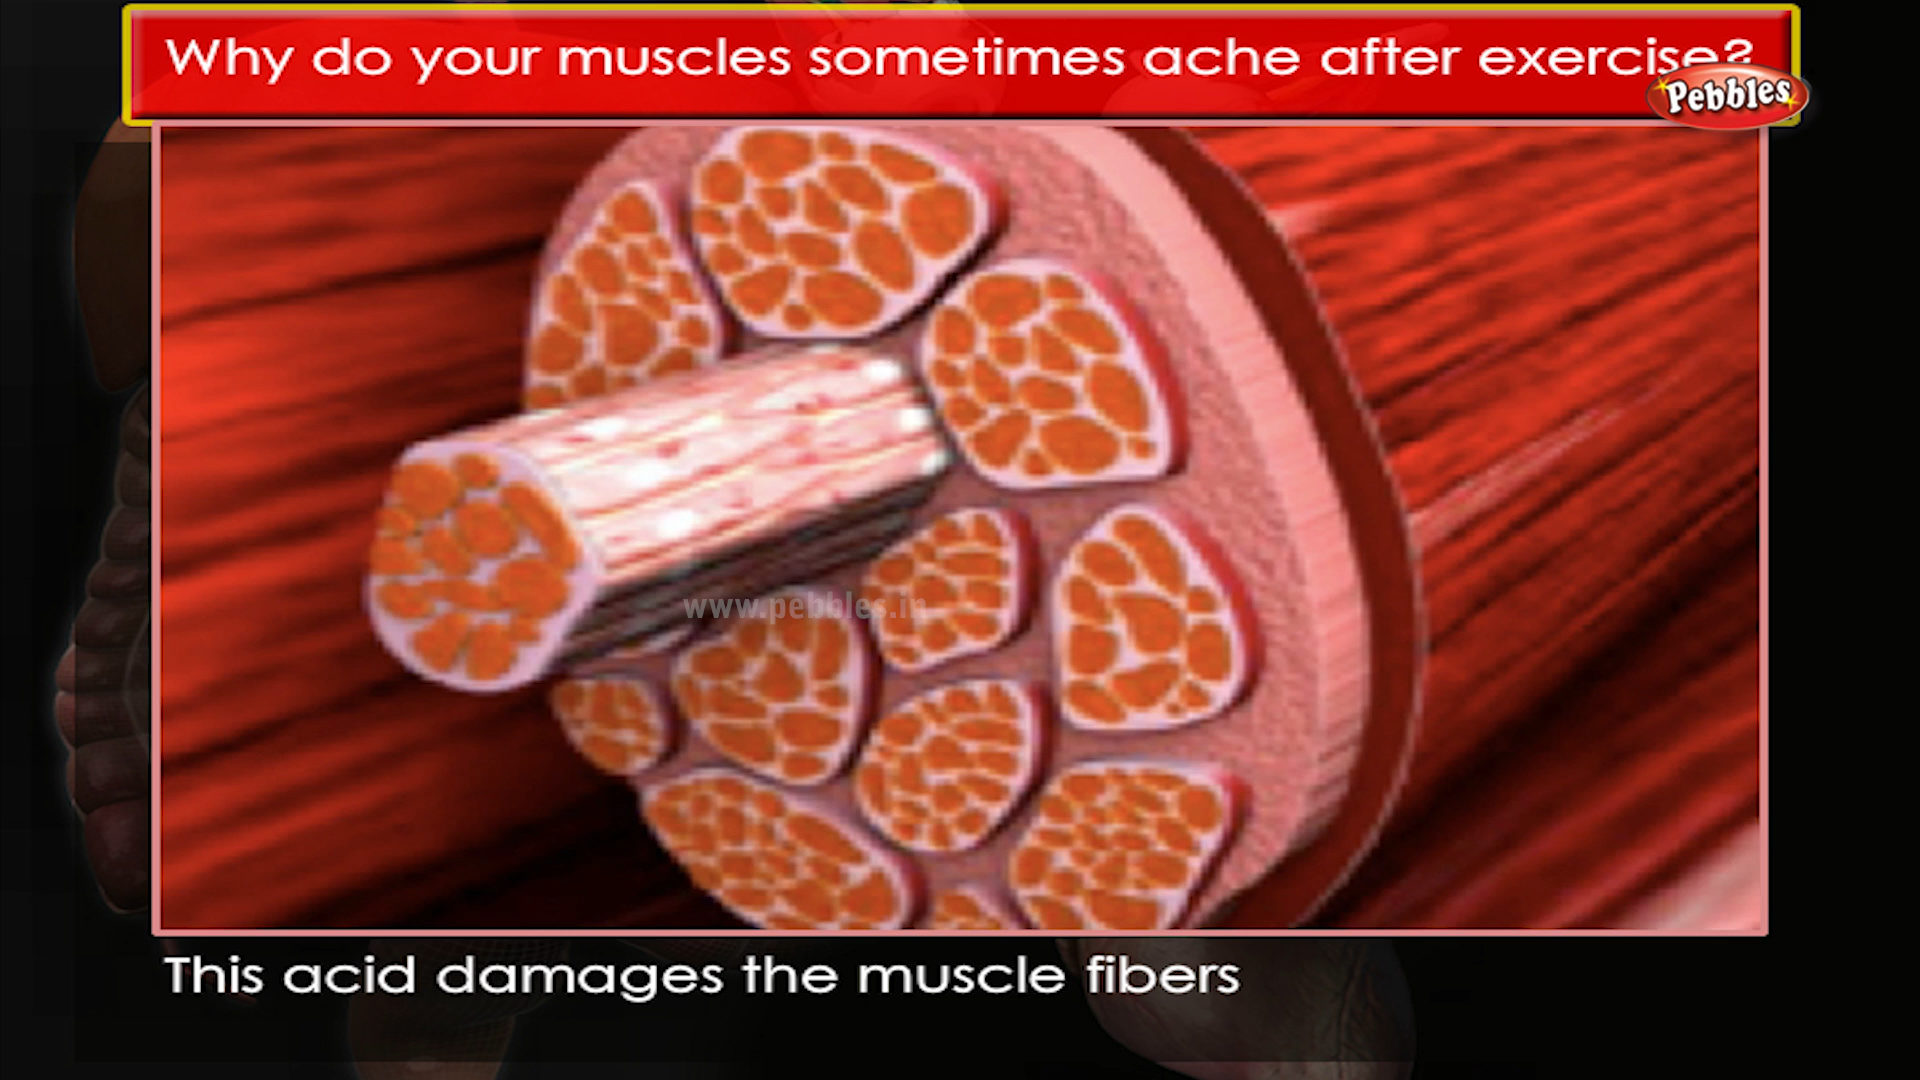 Why do your muscles sometimes ache after exercise?
Pebbles
www.pebbles.in
This acid damages the muscle fibers